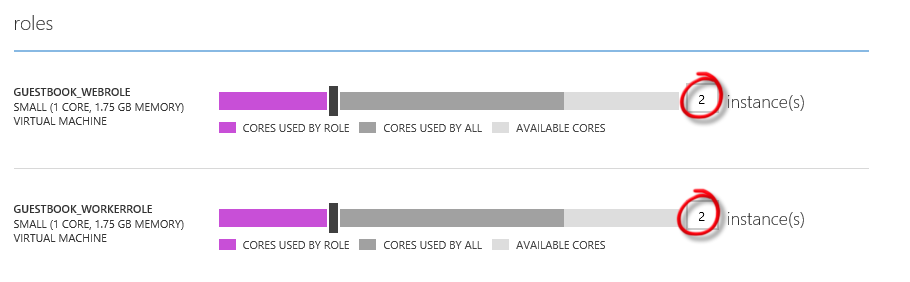 roles
GUESTBOOK_WEBROLE
SMALL (1 CORE, 1.75 GB MEMORY)
VIRTUAL MACHINE
2 instance(s)
CORES USED BY ROLE CORES USED BY ALL AVAILABLE CORES
GUESTBOOK_WORKERROLE
SMALL (1 CORE, 1.75 GB MEMORY)
VIRTUAL MACHINE
2 instance(s)
CORES USED BY ROLE CORES USED BY ALL AVAILABLE CORES